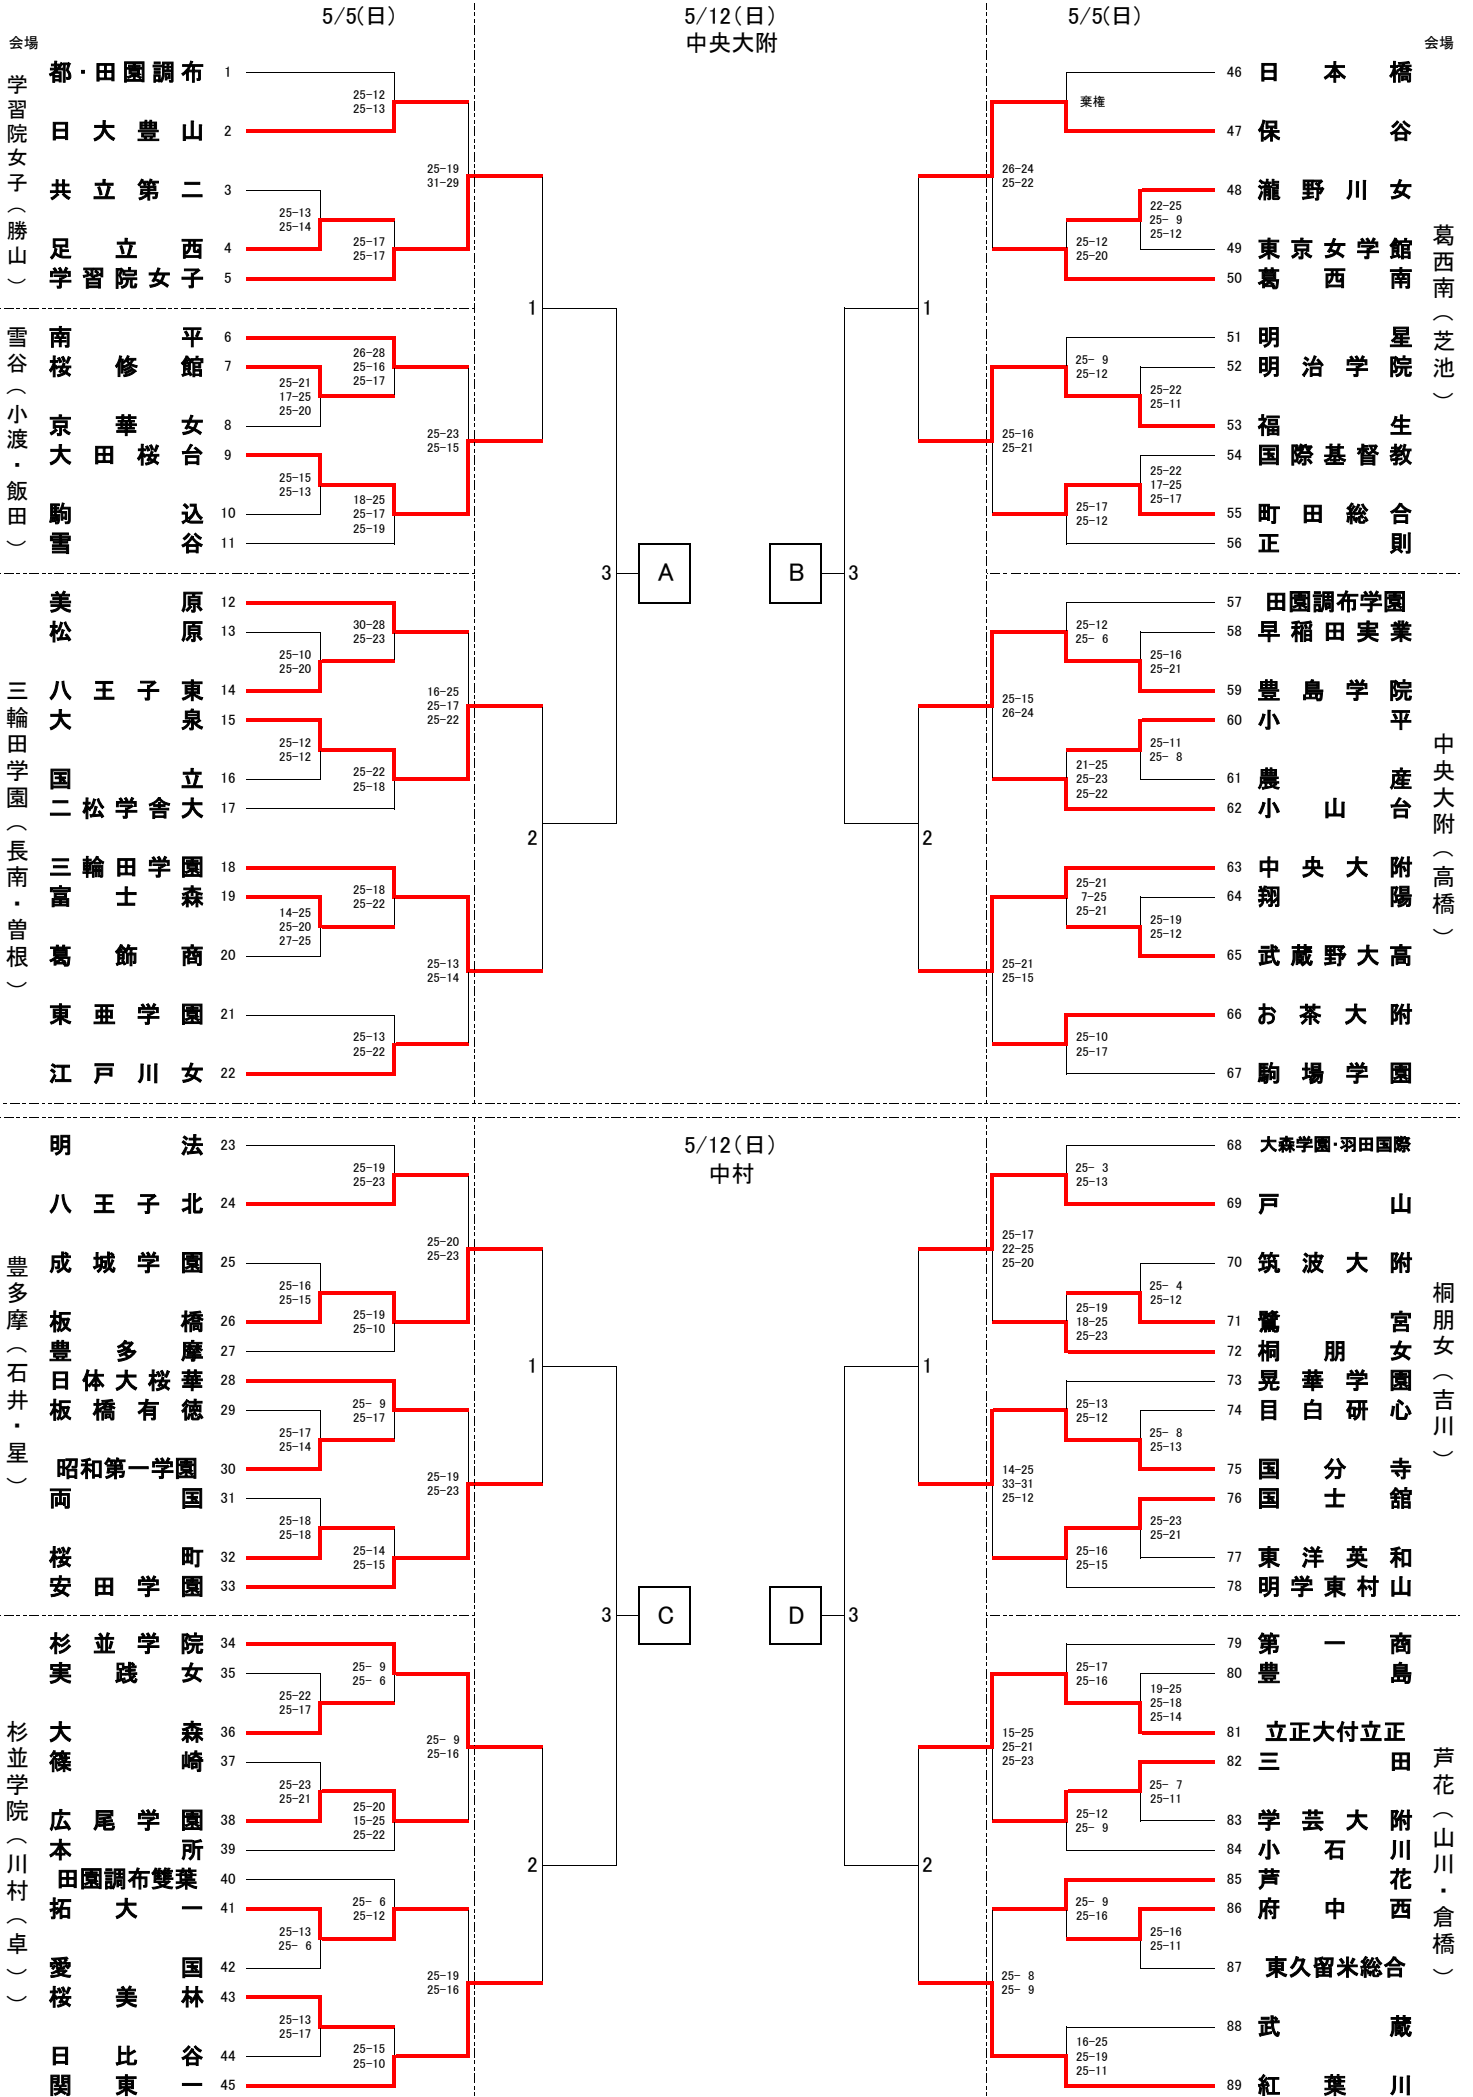 5/5(日)
5/12(日)
中央大附
5/5(日)
会場
学習院女子(勝山)
都・田園調布 1
25-12
25-13
日大豊山 2
25-19
31-29
共立第二 3
25-13
25-14
足立西 4
25-17
25-17
学習院女子 5
1
雪谷(小渡・飯田)
南平 6
26-28
25-16
25-17
桜修館 7
25-21
17-25
25-20
京華女 8
25-23
25-15
大田桜台 9
25-15
25-13
駒込 10
18-25
25-17
25-19
雪谷 11
3
A
三輪田学園(長南・曽根)
美原 12
30-28
25-23
松原 13
25-10
25-20
八王子東 14
16-25
25-17
25-22
大泉 15
25-12
25-12
国立 16
25-22
25-18
二松学舎大 17
2
三輪田学園 18
25-18
25-22
富士森 19
14-25
25-20
27-25
葛飾商 20
25-13
25-14
東亜学園 21
25-13
25-22
江戸川女 22
会場
葛西南(芝池)
46 日本橋
棄権
47 保谷
26-24
25-22
48 瀧野川女
22-25
25- 9
25-12
49 東京女学館
25-12
25-20
50 葛西南
1
51 明星
25- 9
25-12
52 明治学院
25-22
25-11
53 福生
25-16
25-21
54 国際基督教
25-22
17-25
25-17
55 町田総合
25-17
25-12
56 正則
B
3
中央大附(高橋)
57 田園調布学園
25-12
25- 6
58 早稲田実業
25-16
25-21
59 豊島学院
25-15
26-24
60 小平
25-11
25- 8
61 農産
21-25
25-23
25-22
62 小山台
2
63 中央大附
25-21
7-25
25-21
64 翔陽
25-19
25-12
65 武蔵野大高
25-21
25-15
66 お茶大附
25-10
25-17
67 駒場学園
5/12(日)
中村
豊多摩(石井・星)
明法 23
25-19
25-23
八王子北 24
25-20
25-23
成城学園 25
25-16
25-15
板橋 26
25-19
25-10
豊多摩 27
1
日体大桜華 28
25- 9
25-17
板橋有徳 29
25-17
25-14
昭和第一学園 30
25-19
25-23
両国 31
25-18
25-18
桜町 32
25-14
25-15
安田学園 33
3
C
杉並学院(川村(卓))
杉並学院 34
25- 9
25- 6
実践女 35
25-22
25-17
大森 36
25- 9
25-16
篠崎 37
25-23
25-21
広尾学園 38
25-20
15-25
25-22
本所 39
2
田園調布雙葉 40
25- 6
25-12
拓大一 41
25-13
25- 6
愛国 42
25-19
25-16
桜美林 43
25-13
25-17
日比谷 44
25-15
25-10
関東一 45
桐朋女(吉川)
68 大森学園・羽田国際
25- 3
25-13
69 戸山
25-17
22-25
25-20
70 筑波大附
25- 4
25-12
71 鷺宮
25-19
18-25
25-23
72 桐朋女
1
73 晃華学園
25-13
25-12
74 目白研心
25- 8
25-13
75 国分寺
14-25
33-31
25-12
76 国士舘
25-23
25-21
77 東洋英和
25-16
25-15
78 明学東村山
D
3
芦花(山川・倉橋)
79 第一商
25-17
25-16
80 豊島
19-25
25-18
25-14
81 立正大付立正
15-25
25-21
25-23
82 三田
25- 7
25-11
83 学芸大附
25-12
25- 9
84 小石川
2
85 芦花
25- 9
25-16
86 府中西
25-16
25-11
87 東久留米総合
25- 8
25- 9
88 武蔵
16-25
25-19
25-11
89 紅葉川